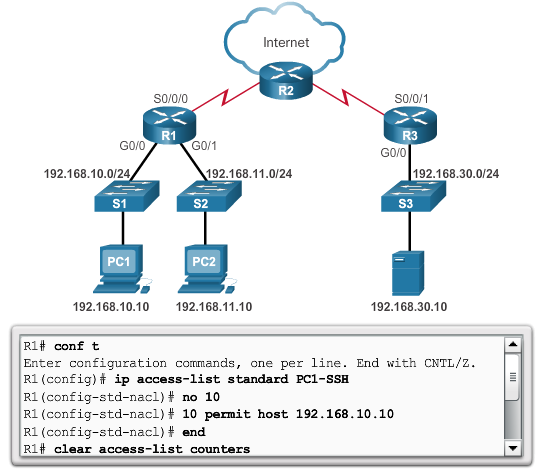 Internet
R2
S0/0/0
S0/0/1
R1
R3
G0/0
G0/1
G0/0
192.168.10.0/24
192.168.11.0/24
192.168.30.0/24
S1
S2
S3
PC1
PC2
192.168.10.10
192.168.11.10
192.168.30.10
R1# conf t
Enter configuration commands, one per line. End with CNTL/Z.
R1(config)# ip access-list standard PC1-SSH
R1(config-std-nacl)# no 10
R1(config-std-nacl)# 10 permit host 192.168.10.10
R1(config-std-nacl)# end
R1# clear access-list counters